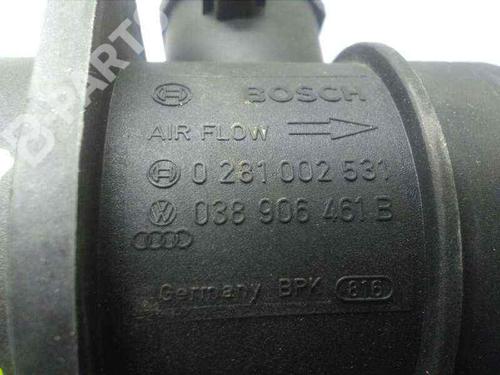 BOSCH
AIR FLOW
0 281 002 531
038 906 461 B
Germany BPK 816